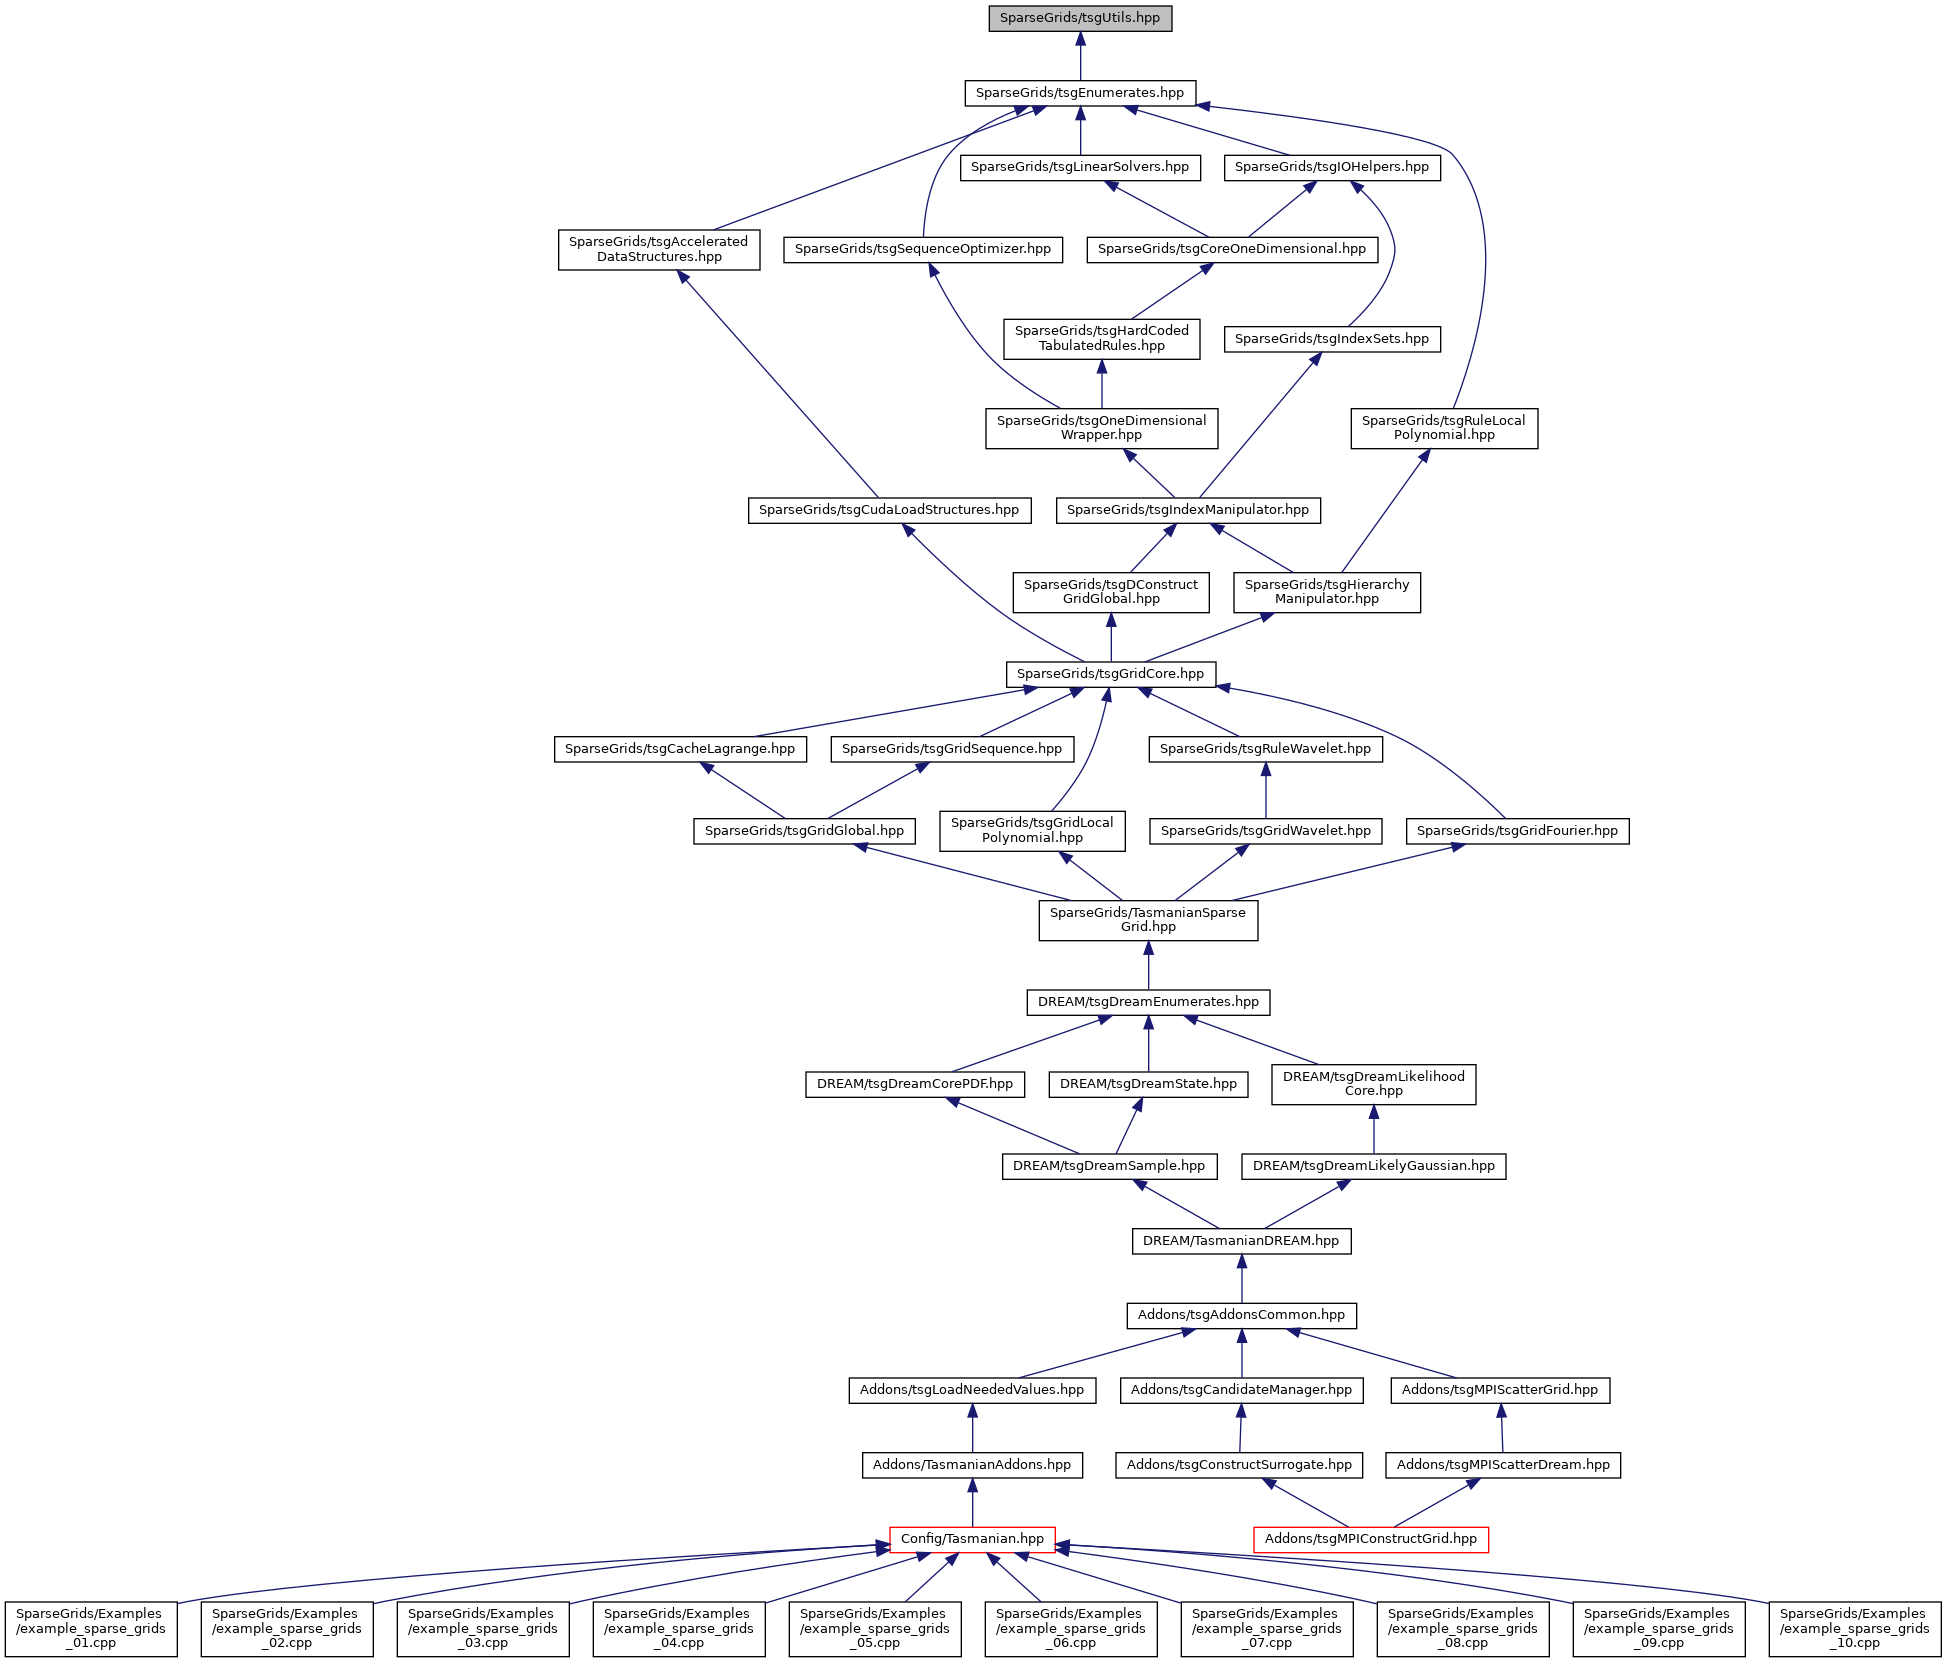 SparseGrids/tsgUtils.hpp
SparseGrids/tsgEnumerates.hpp
SparseGrids/tsgLinearSolvers.hpp
SparseGrids/tsgIOHelpers.hpp
SparseGrids/tsgAccelerated
DataStructures.hpp
SparseGrids/tsgSequenceOptimizer.hpp
SparseGrids/tsgCoreOneDimensional.hpp
SparseGrids/tsgHardCoded
TabulatedRules.hpp
SparseGrids/tsgIndexSets.hpp
SparseGrids/tsgOneDimensional
Wrapper.hpp
SparseGrids/tsgRuleLocal
Polynomial.hpp
SparseGrids/tsgCudaLoadStructures.hpp
SparseGrids/tsgIndexManipulator.hpp
SparseGrids/tsgDConstruct
GridGlobal.hpp
SparseGrids/tsgHierarchy
Manipulator.hpp
SparseGrids/tsgGridCore.hpp
SparseGrids/tsgCacheLagrange.hpp
SparseGrids/tsgGridSequence.hpp
SparseGrids/tsgRuleWavelet.hpp
SparseGrids/tsgGridGlobal.hpp
SparseGrids/tsgGridLocal
Polynomial.hpp
SparseGrids/tsgGridWavelet.hpp
SparseGrids/tsgGridFourier.hpp
SparseGrids/TasmanianSparse
Grid.hpp
DREAM/tsgDreamEnumerates.hpp
DREAM/tsgDreamCorePDF.hpp
DREAM/tsgDreamState.hpp
DREAM/tsgDreamLikelihood
Core.hpp
DREAM/tsgDreamSample.hpp
DREAM/tsgDreamLikelyGaussian.hpp
DREAM/TasmanianDREAM.hpp
Addons/tsgAddonsCommon.hpp
Addons/tsgLoadNeededValues.hpp
Addons/tsgCandidateManager.hpp
Addons/tsgMPIScatterGrid.hpp
Addons/TasmanianAddons.hpp
Addons/tsgConstructSurrogate.hpp
Addons/tsgMPIScatterDream.hpp
Config/Tasmanian.hpp
Addons/tsgMPIConstructGrid.hpp
SparseGrids/Examples
/example_sparse_grids
_01.cpp
SparseGrids/Examples
/example_sparse_grids
_02.cpp
SparseGrids/Examples
/example_sparse_grids
_03.cpp
SparseGrids/Examples
/example_sparse_grids
_04.cpp
SparseGrids/Examples
/example_sparse_grids
_05.cpp
SparseGrids/Examples
/example_sparse_grids
_06.cpp
SparseGrids/Examples
/example_sparse_grids
_07.cpp
SparseGrids/Examples
/example_sparse_grids
_08.cpp
SparseGrids/Examples
/example_sparse_grids
_09.cpp
SparseGrids/Examples
/example_sparse_grids
_10.cpp